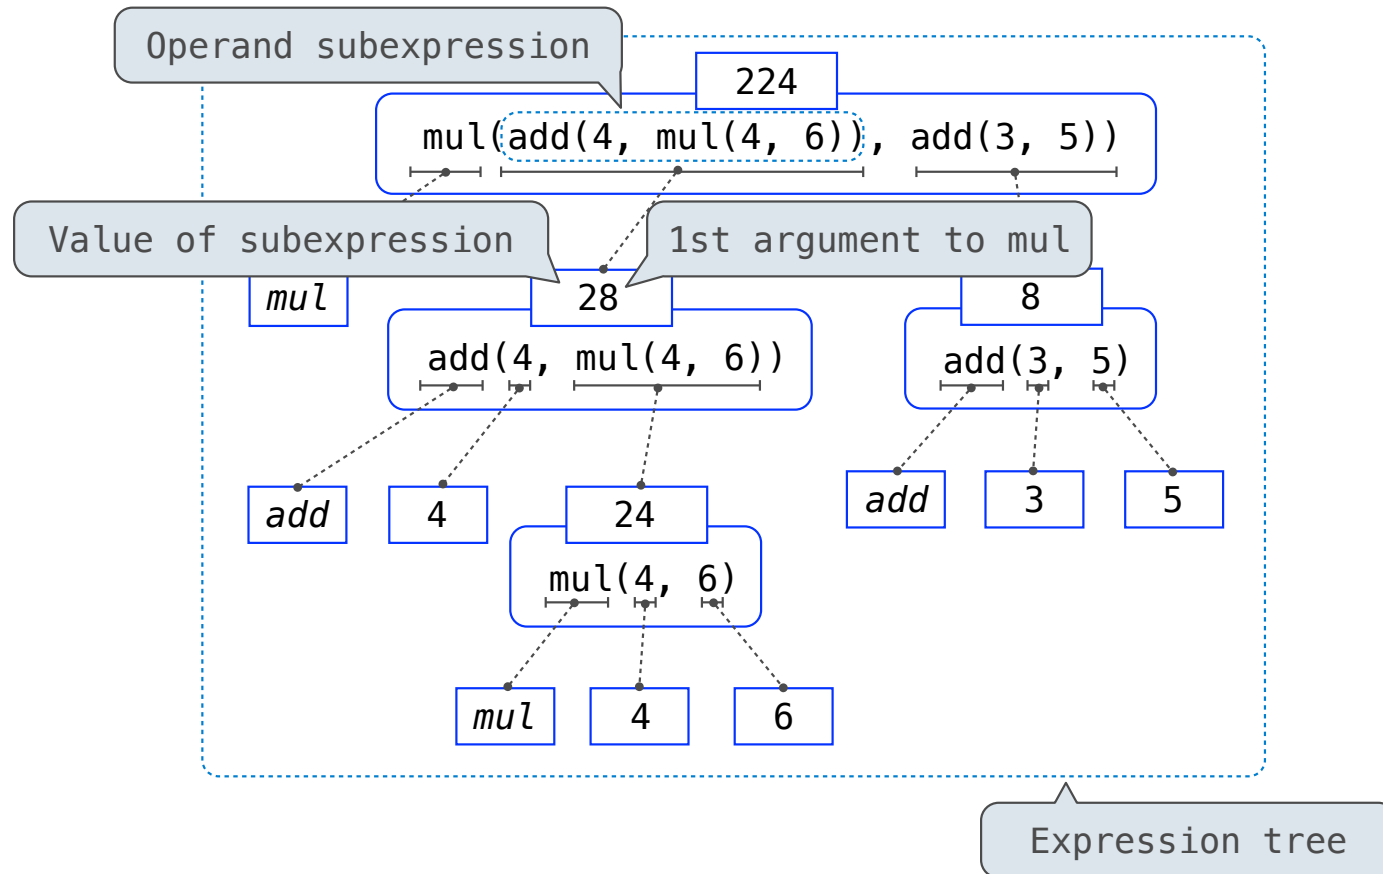 Operand subexpression
224
mul(add(4, mul(4, 6)), add(3, 5))
Value of subexpression
1st argument to mul
mul
28
8
add(4, mul(4, 6))
add(3, 5)
add
4
24
add
3
5
mul(4, 6)
mul
4
6
Expression tree